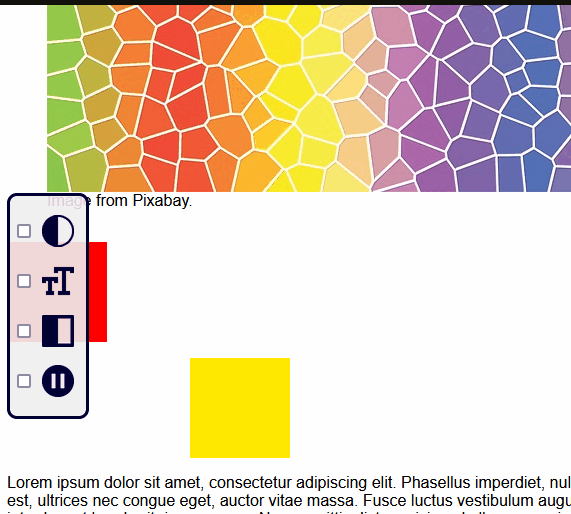 Image from Pixabay.
Lorem ipsum dolor sit amet, consectetur adipiscing elit. Phasellus imperdiet, nul
est, ultrices nec congue eget, auctor vitae massa. Fusce luctus vestibulum augu